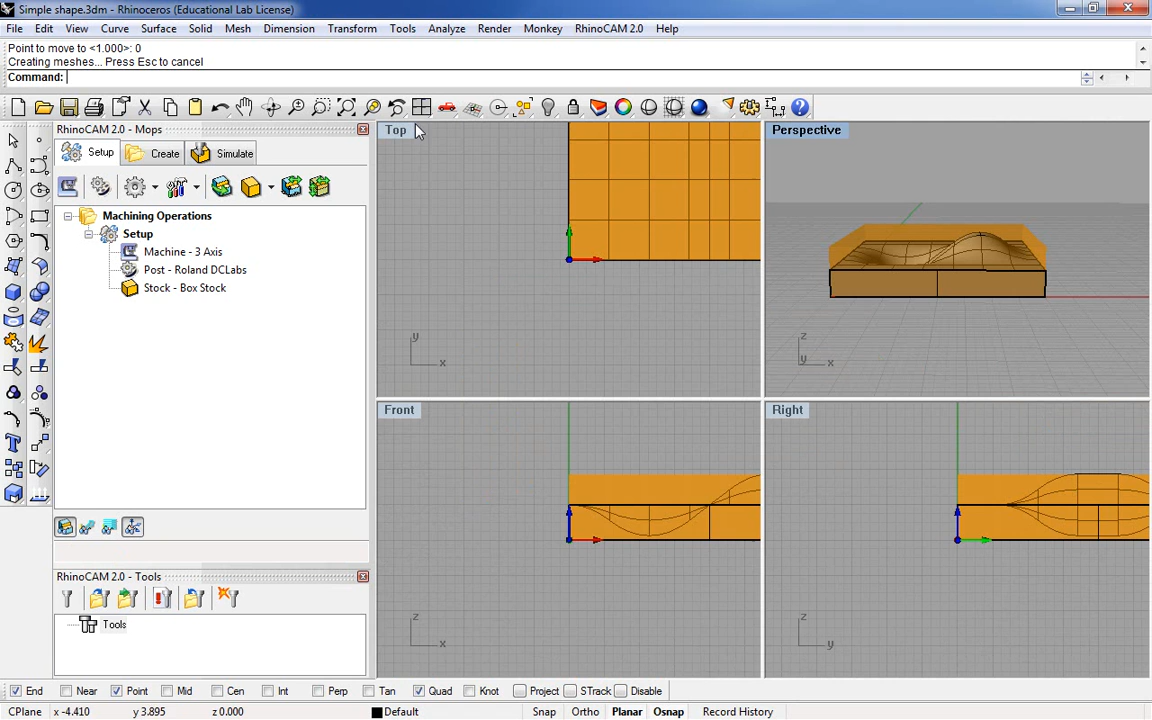 Simple shape.3dm - Rhinoceros (Educational Lab License)
File Edit View Curve Surface Solid Mesh Dimension Transform Tools Analyze Render Monkey RhinoCAM 2.0 Help
Point to move to <1.000>: 0
Creating meshes... Press Esc to cancel
Command:
RhinoCAM 2.0 - Mops
Setup Create Simulate
Machining Operations
Setup
Machine - 3 Axis
Post - Roland DCLabs
Stock - Box Stock
RhinoCAM 2.0 - Tools
Tools
Top
y
x
Perspective
z
y x
Front
z
x
Right
z
y
End Near Point Mid Cen Int Perp Tan Quad Knot Project STrack Disable
CPlane x -4.410 y 3.895 z 0.000 Default Snap Ortho Planar Osnap Record History